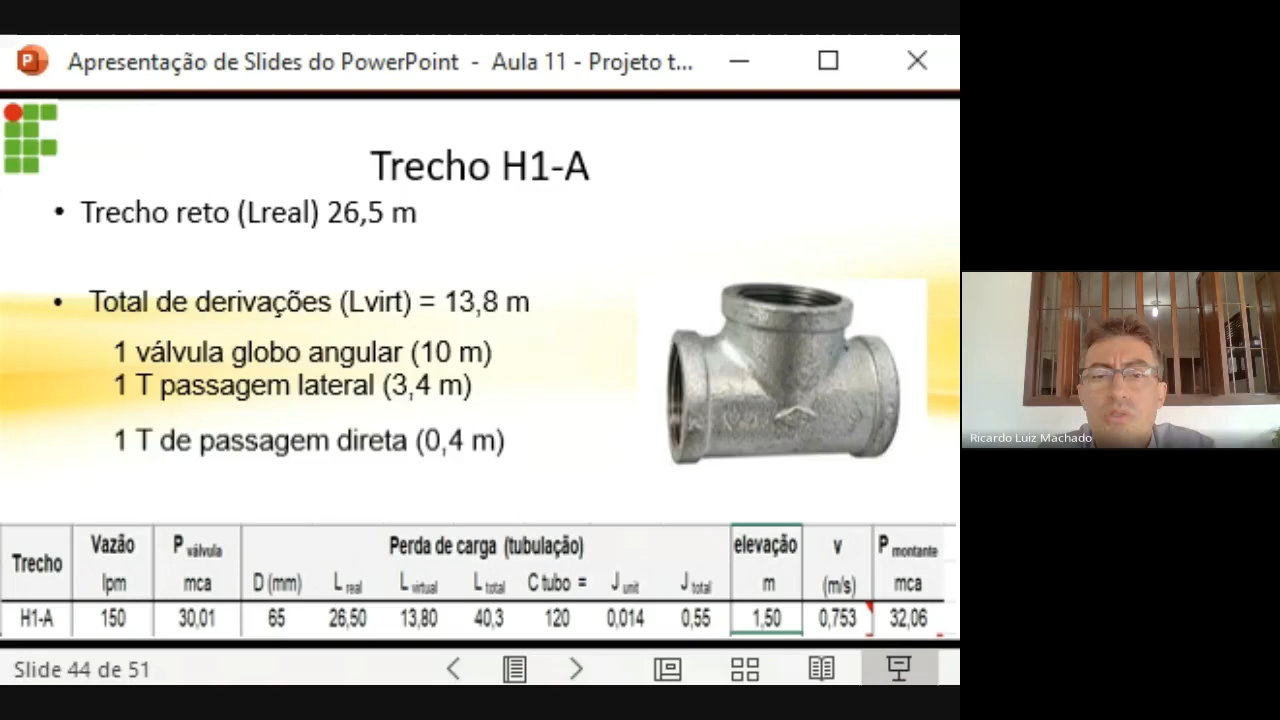 Apresentação de Slides do PowerPoint - Aula 11 - Projeto t...
Trecho H1-A
• Trecho reto (Lreal) 26,5 m
• Total de derivações (Lvirt) = 13,8 m
1 válvula globo angular (10 m)
1 T passagem lateral (3,4 m)
1 T de passagem direta (0,4 m)
Trecho Vazão P válvula Perda de carga (tubulação) elevação v P montante
lpm mca D (mm) L real L virtual L total C tubo = J unit J total m (m/s) mca
H1-A 150 30,01 65 26,50 13,80 40,3 120 0,014 0,55 1,50 0,753 32,06
Slide 44 de 51
Ricardo Luiz Machado